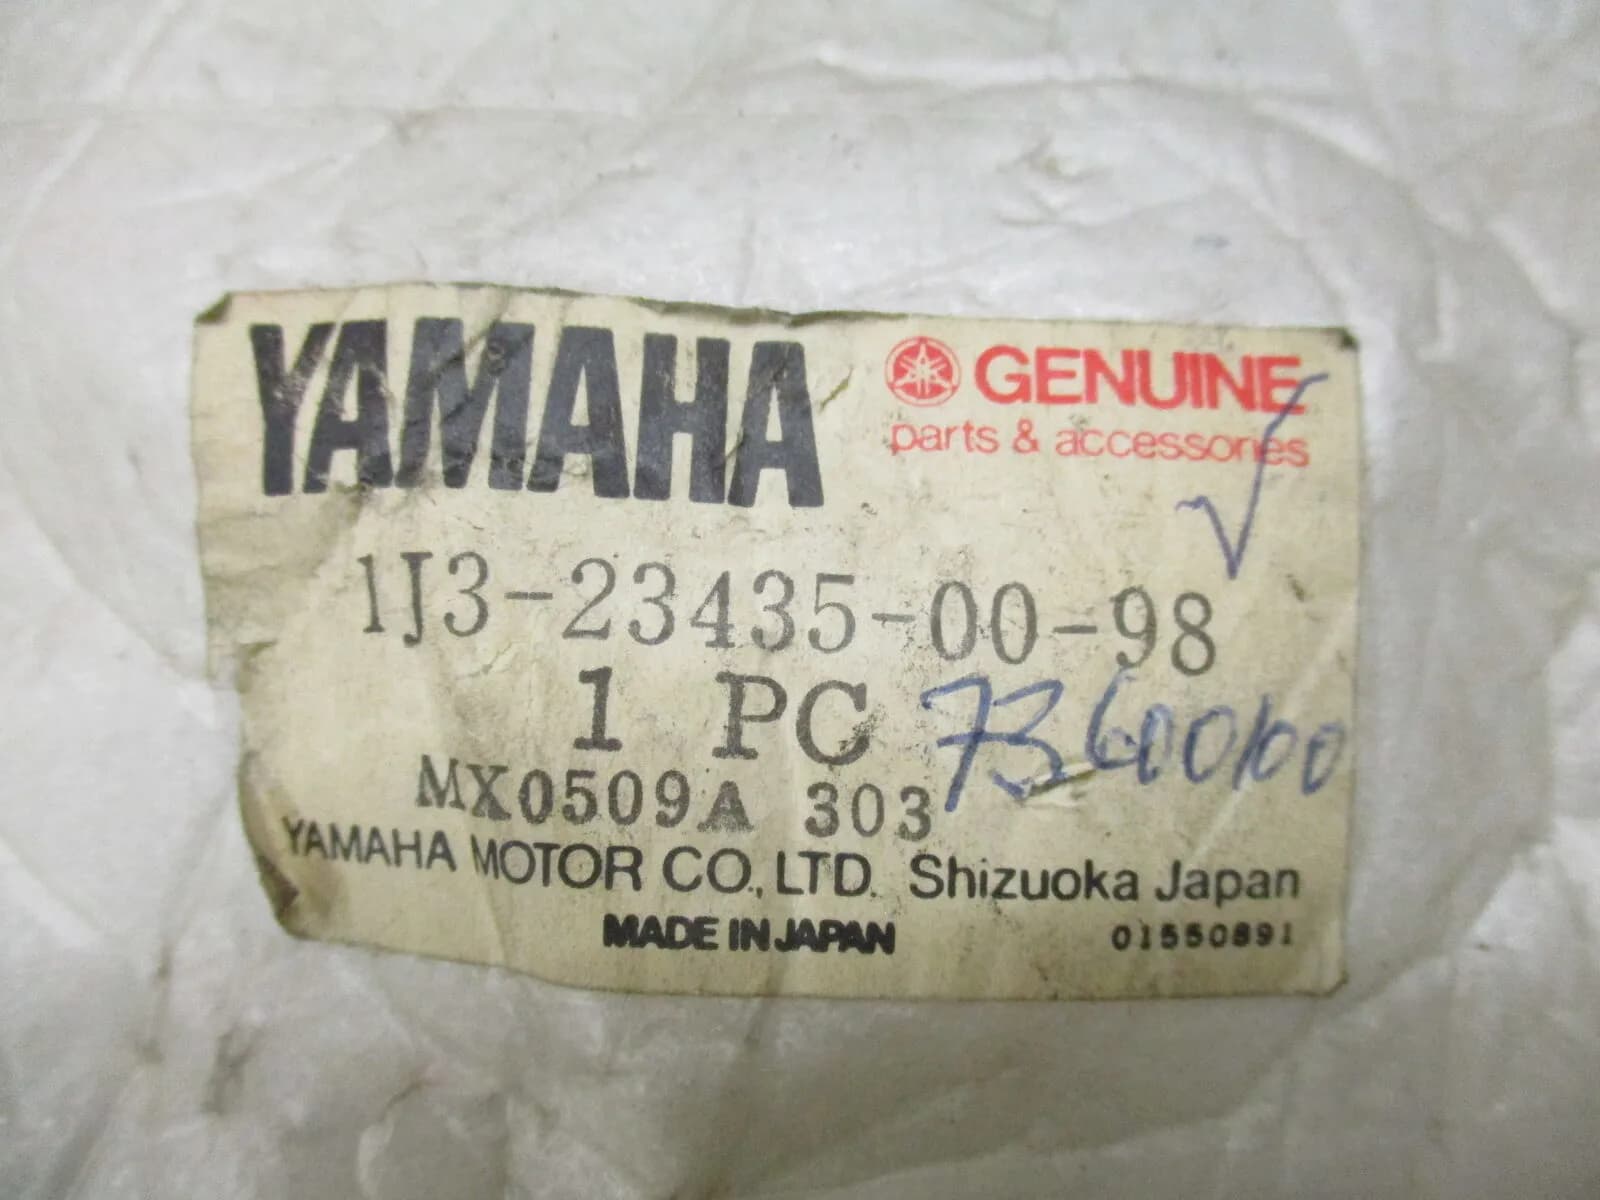 YAMAHA GENUINE
parts & accessories
1J3-23435-00-98
1 PC
MX0509A 303
YAMAHA MOTOR CO., LTD. Shizuoka Japan
MADE IN JAPAN 01550891